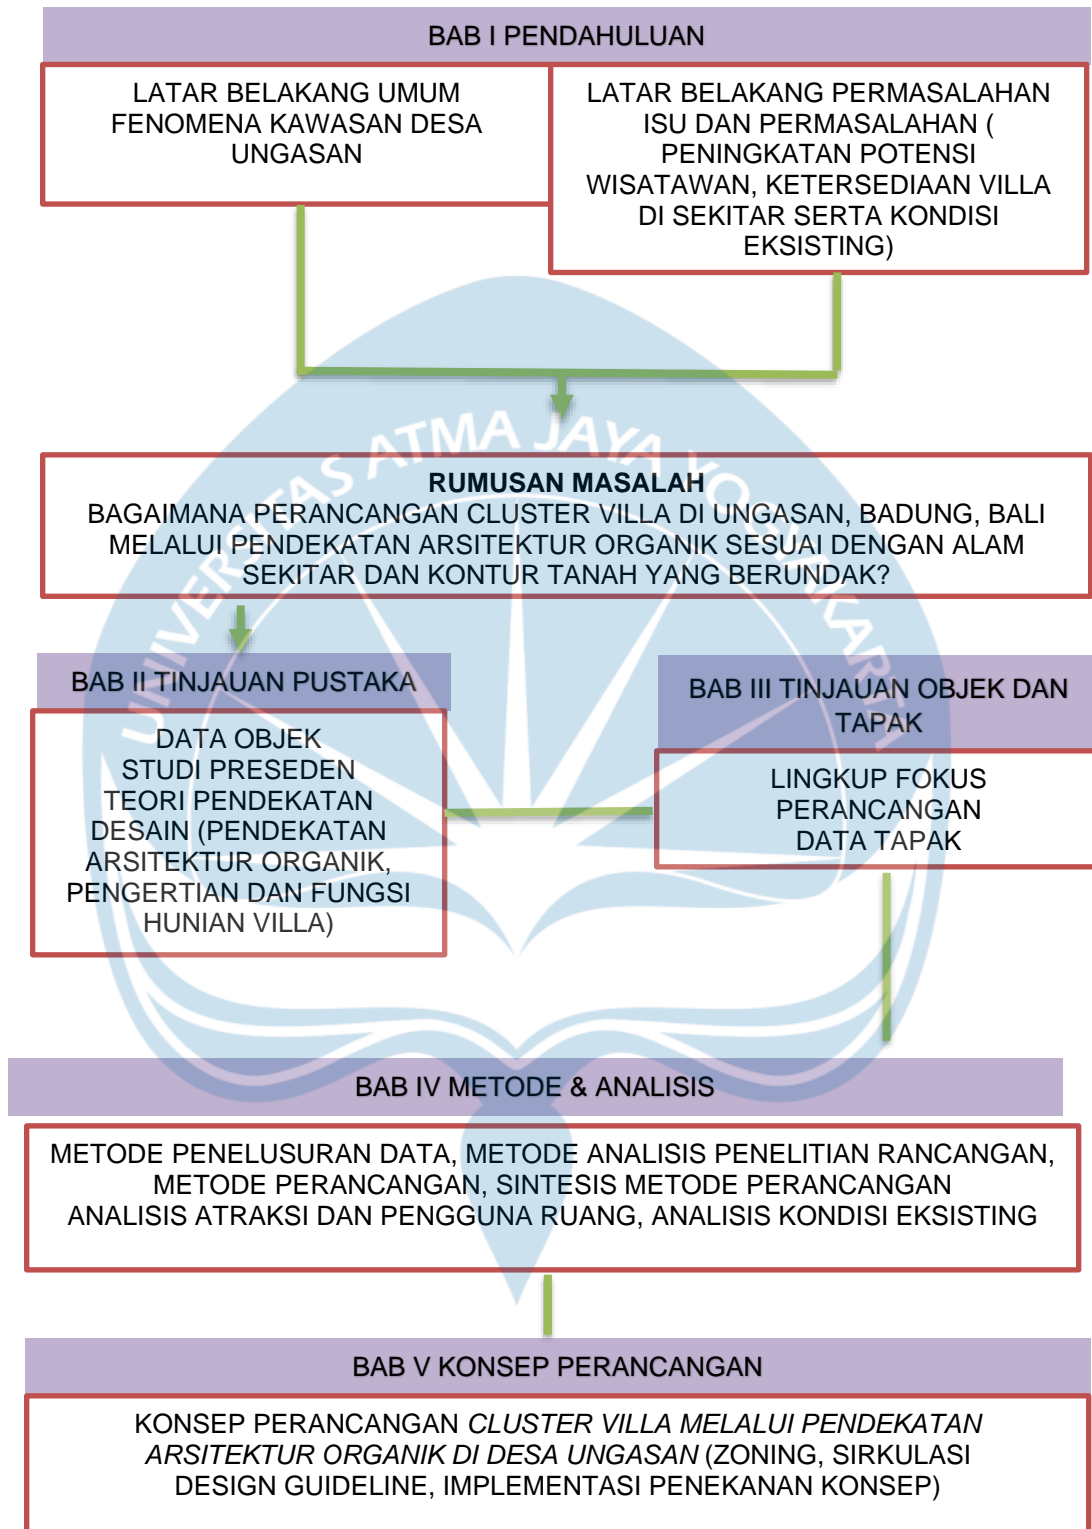 BAB I PENDAHULUAN
LATAR BELAKANG UMUM
FENOMENA KAWASAN DESA
UNGASAN
LATAR BELAKANG PERMASALAHAN
ISU DAN PERMASALAHAN (
PENINGKATAN POTENSI
WISATAWAN, KETERSEDIAAN VILLA
DI SEKITAR SERTA KONDISI
EKSISTING)
UNIVERSITAS ATMA JAYA YOGYAKARTA
RUMUSAN MASALAH
BAGAIMANA PERANCANGAN CLUSTER VILLA DI UNGASAN, BADUNG, BALI
MELALUI PENDEKATAN ARSITEKTUR ORGANIK SESUAI DENGAN ALAM
SEKITAR DAN KONTUR TANAH YANG BERUNDAK?
BAB II TINJAUAN PUSTAKA
DATA OBJEK
STUDI PRESEDEN
TEORI PENDEKATAN
DESAIN (PENDEKATAN
ARSITEKTUR ORGANIK,
PENGERTIAN DAN FUNGSI
HUNIAN VILLA)
BAB III TINJAUAN OBJEK DAN
TAPAK
LINGKUP FOKUS
PERANCANGAN
DATA TAPAK
BAB IV METODE & ANALISIS
METODE PENELUSURAN DATA, METODE ANALISIS PENELITIAN RANCANGAN,
METODE PERANCANGAN, SINTESIS METODE PERANCANGAN
ANALISIS ATRAKSI DAN PENGGUNA RUANG, ANALISIS KONDISI EKSISTING
BAB V KONSEP PERANCANGAN
KONSEP PERANCANGAN CLUSTER VILLA MELALUI PENDEKATAN
ARSITEKTUR ORGANIK DI DESA UNGASAN (ZONING, SIRKULASI
DESIGN GUIDELINE, IMPLEMENTASI PENEKANAN KONSEP)